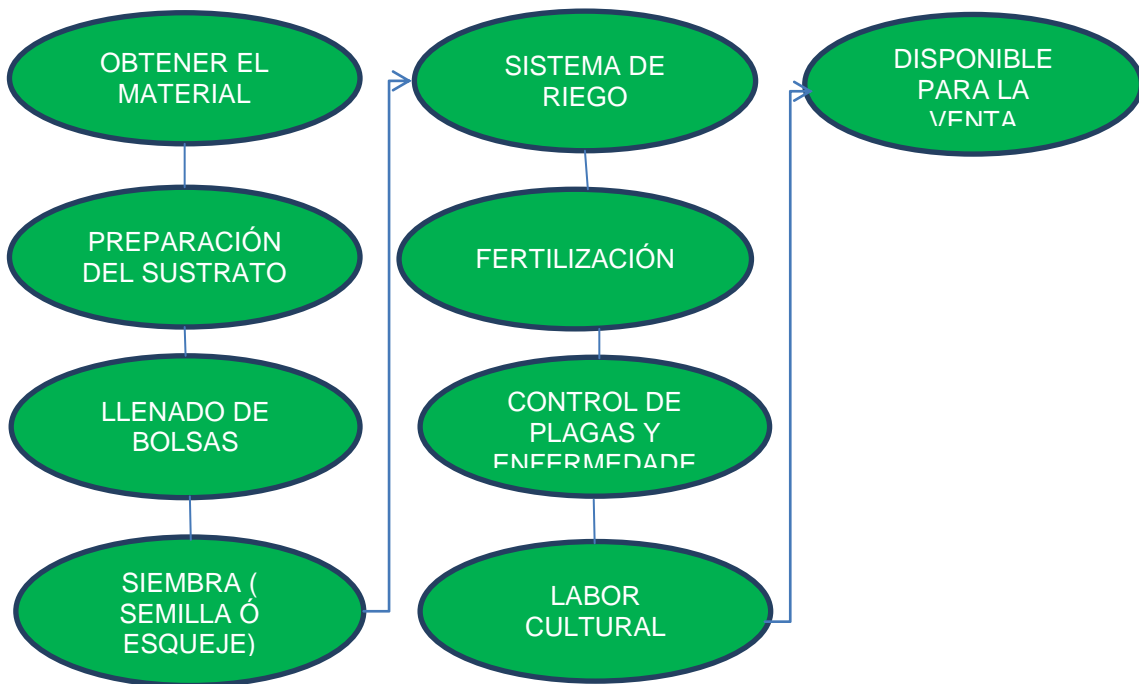 OBTENER EL
MATERIAL
PREPARACIÓN
DEL SUSTRATO
LLENADO DE
BOLSAS
SIEMBRA (
SEMILLA Ó
ESQUEJE)
SISTEMA DE
RIEGO
FERTILIZACIÓN
CONTROL DE
PLAGAS Y
ENFERMEDADE
LABOR
CULTURAL
DISPONIBLE
PARA LA
VENTA